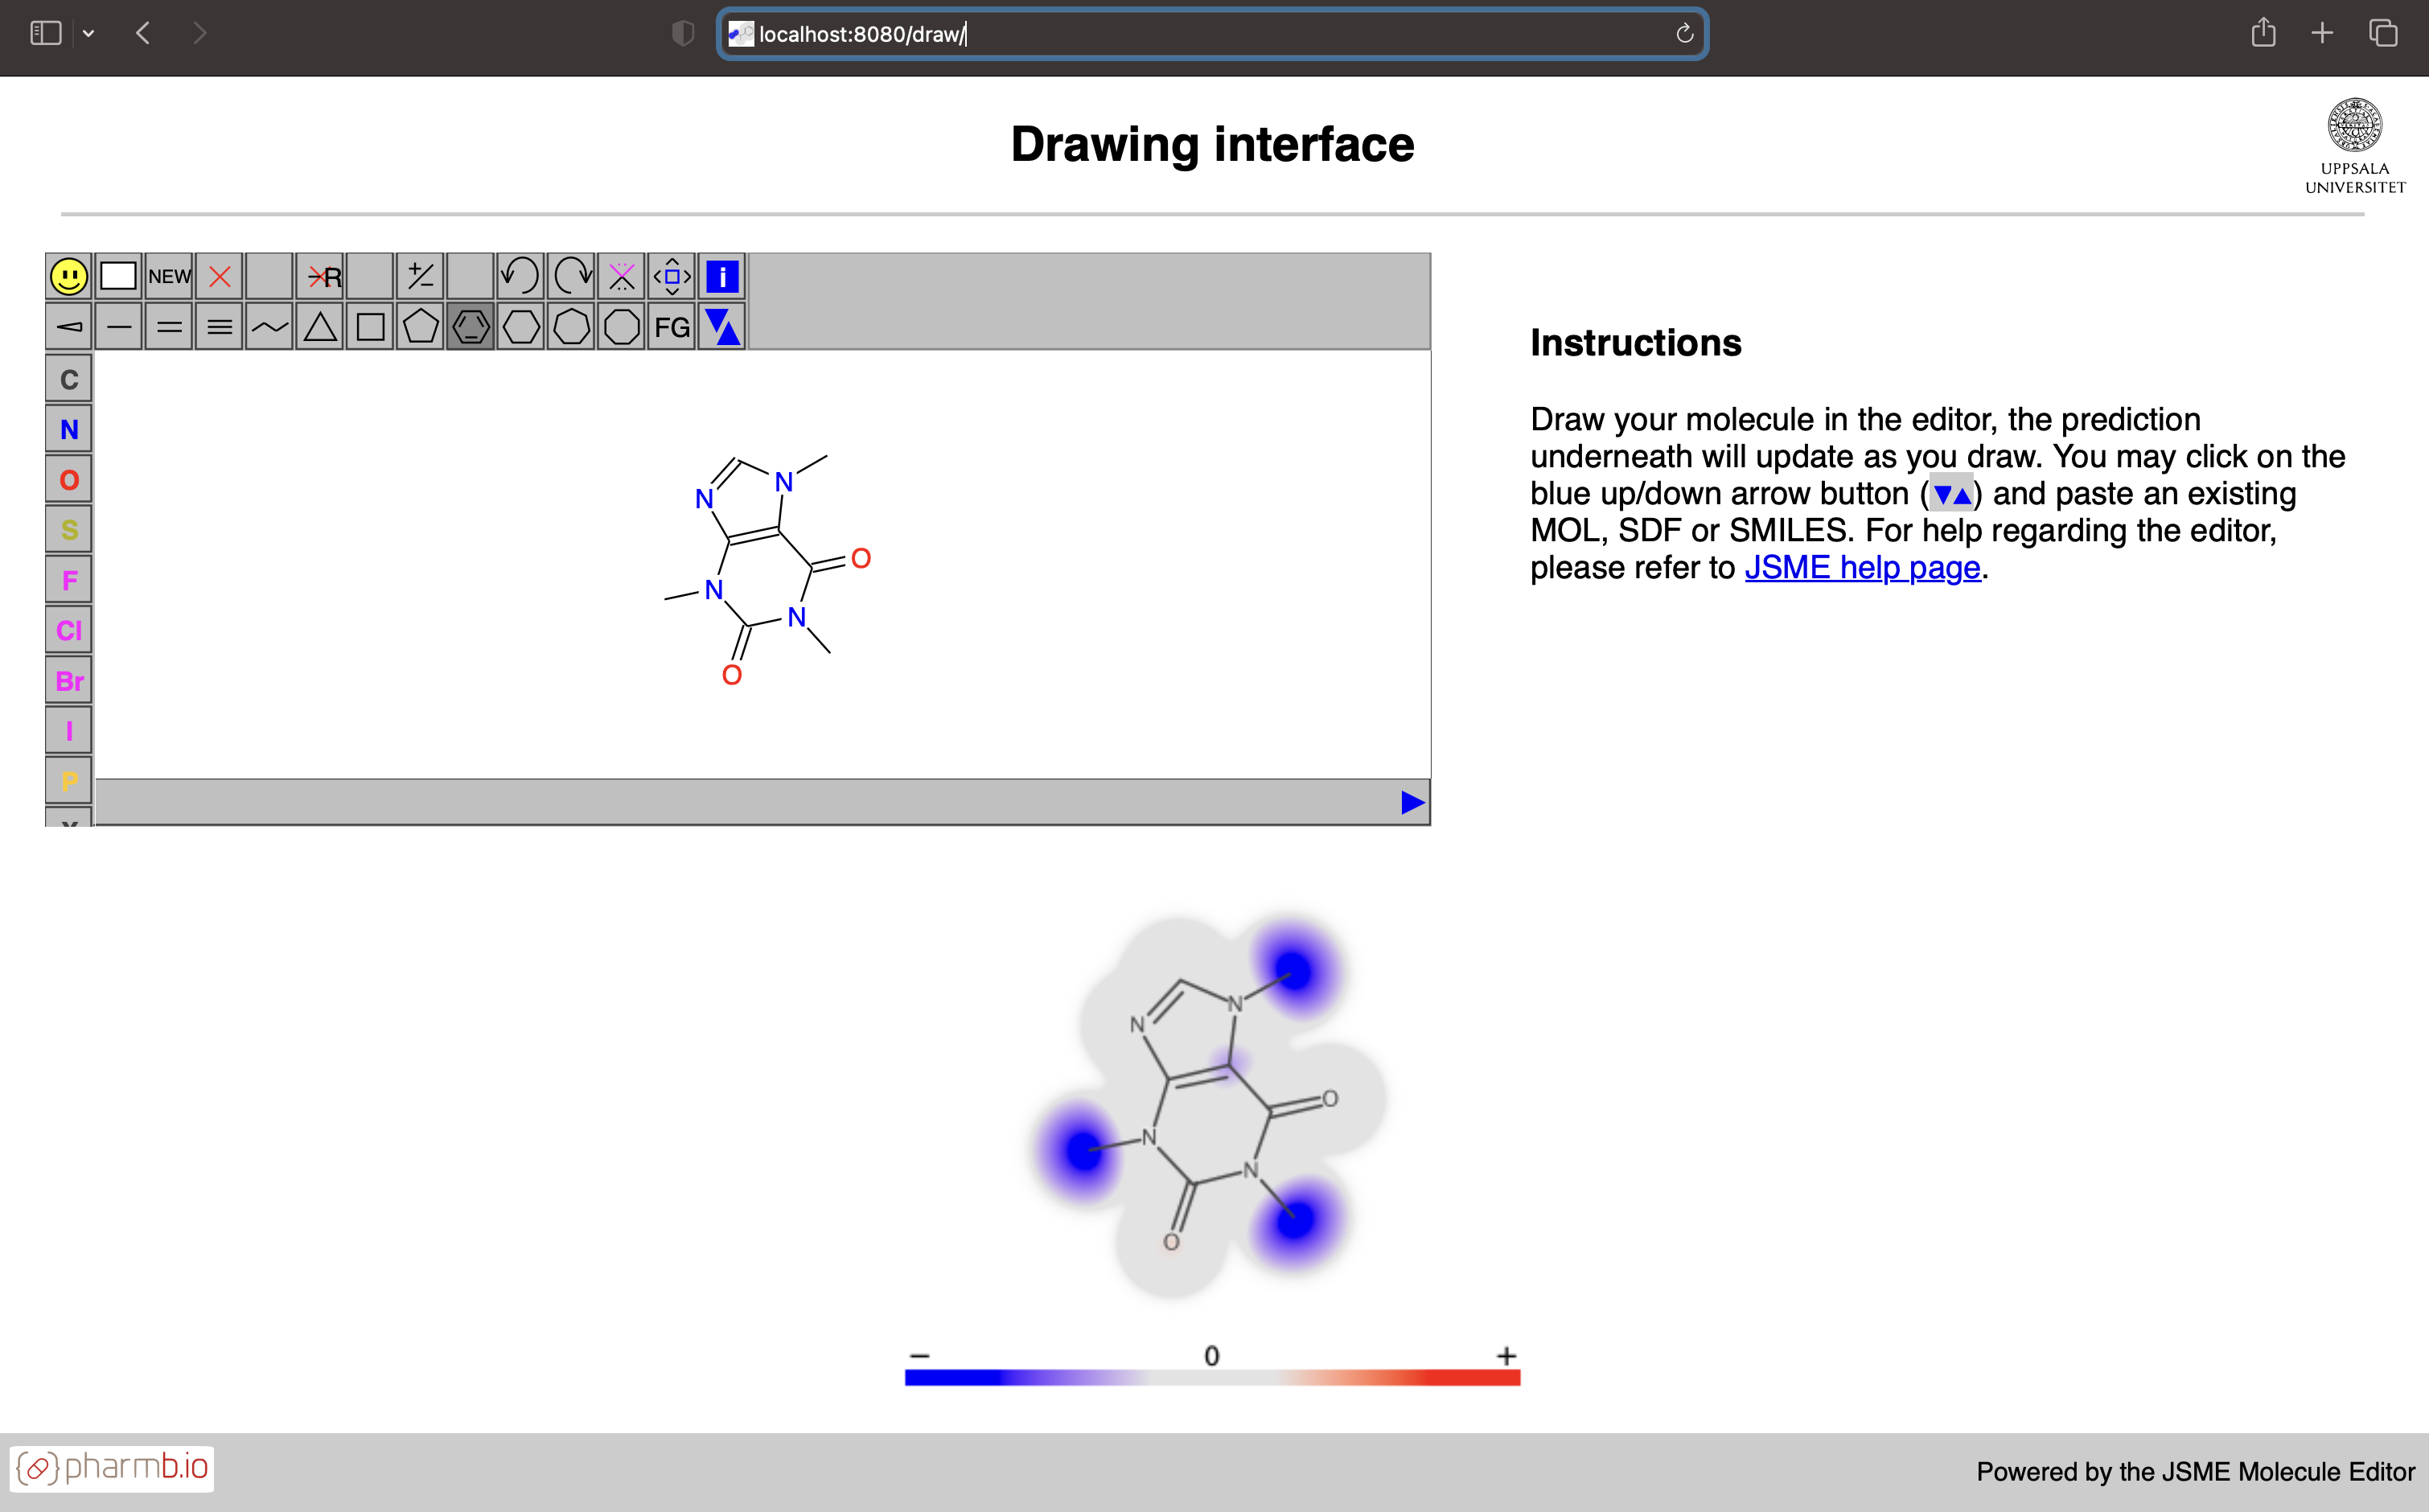 localhost:8080/draw/
Drawing interface
UPPSALA
UNIVERSITET
NEW R +/- i
FG
C
N
O
S
F
Cl
Br
I
P
N
N
O
N
N
O
Instructions
Draw your molecule in the editor, the prediction
underneath will update as you draw. You may click on the
blue up/down arrow button (▼▲) and paste an existing
MOL, SDF or SMILES. For help regarding the editor,
please refer to JSME help page.
N
N
O
N
N
O
− 0 +
pharmb.io
Powered by the JSME Molecule Editor